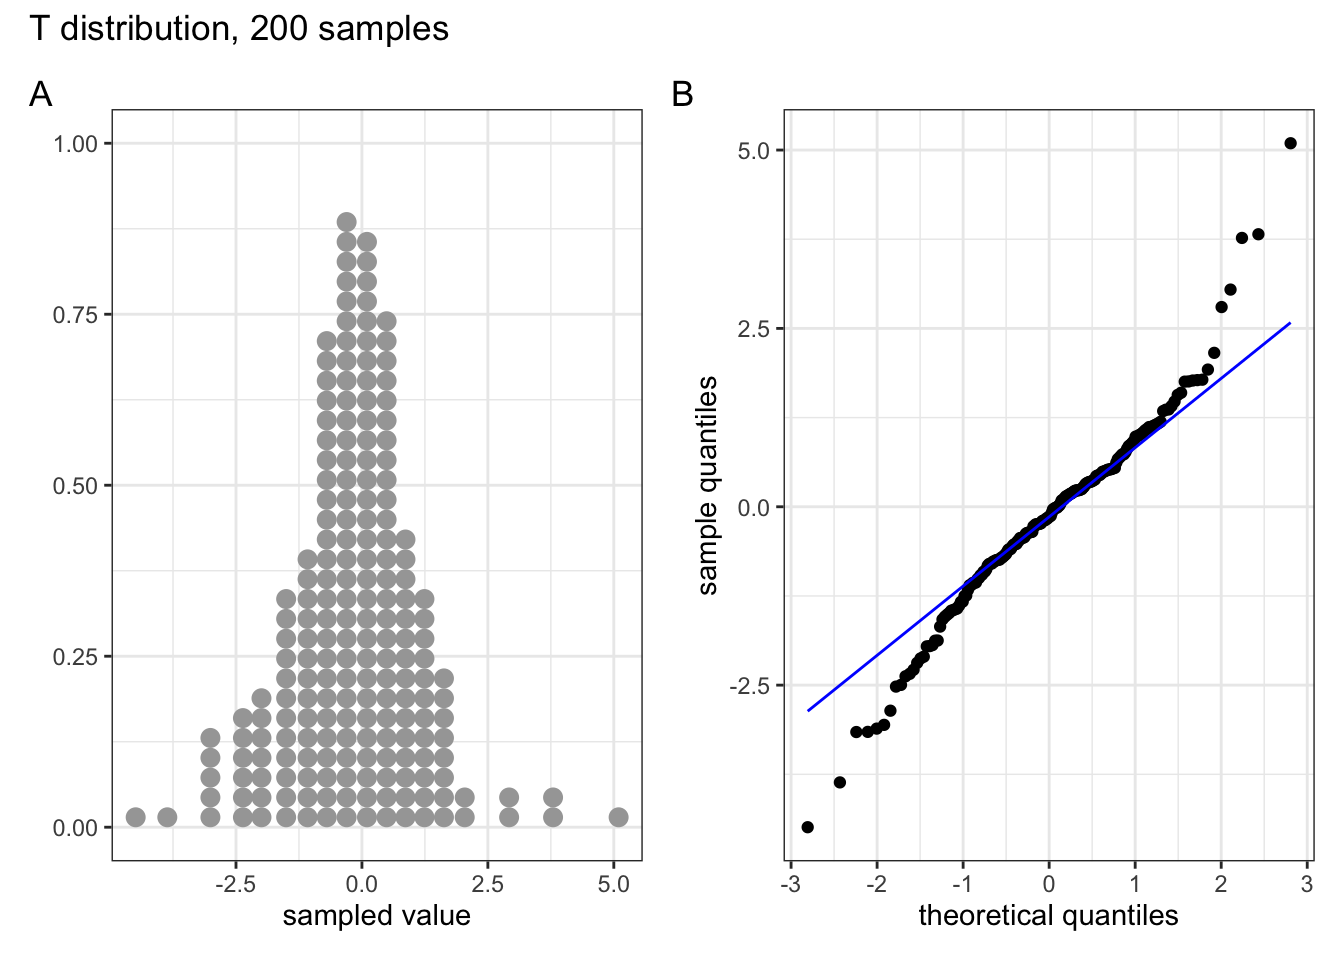 T distribution, 200 samples
A
1.00
0.75
0.50
0.25
0.00
-2.5 0.0 2.5 5.0
sampled value
B
sample quantiles
5.0
2.5
0.0
-2.5
-3 -2 -1 0 1 2 3
theoretical quantiles